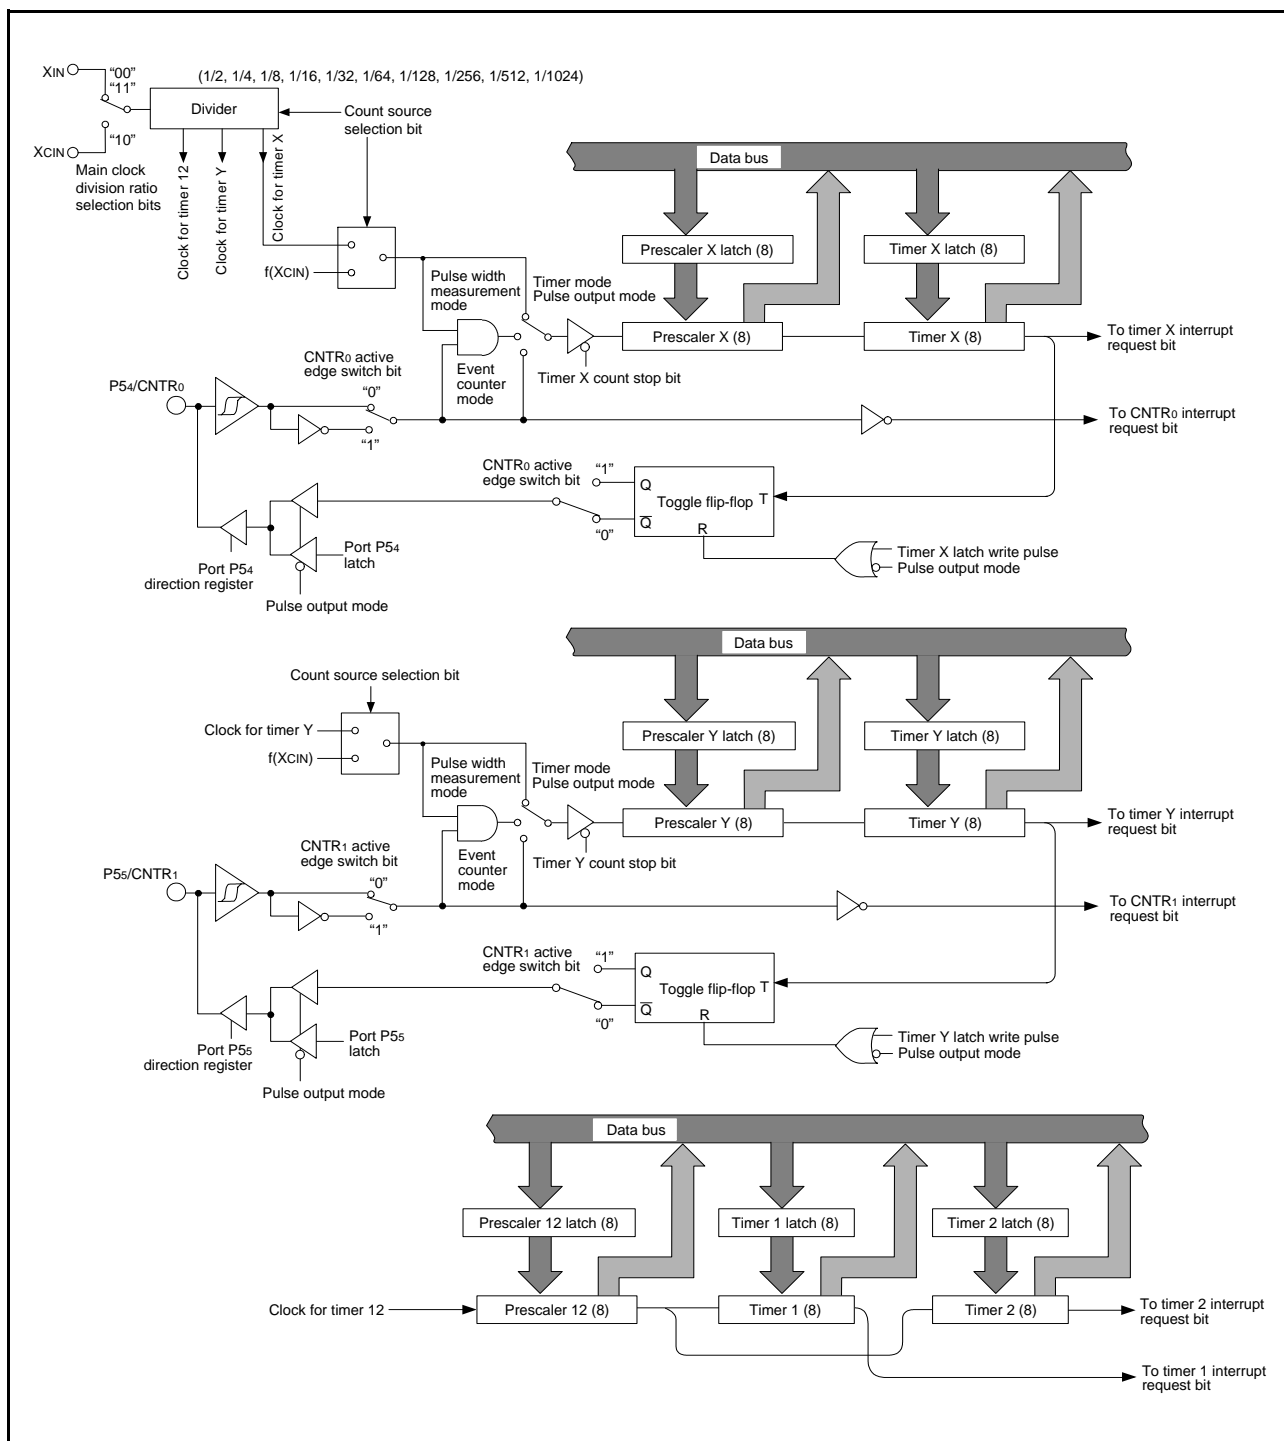 XIN
“00”
“11”
(1/2, 1/4, 1/8, 1/16, 1/32, 1/64, 1/128, 1/256, 1/512, 1/1024)
Divider
Count source
selection bit
“10”
XCIN
Main clock
division ratio
selection bits
Clock for timer 12
Clock for timer Y
Clock for timer X
f(XCIN)
Data bus
Prescaler X latch (8)
Timer X latch (8)
Pulse width
measurement
mode
Timer mode
Pulse output mode
Prescaler X (8)
Timer X (8)
To timer X interrupt
request bit
CNTR0 active
edge switch bit
Event
counter
mode
Timer X count stop bit
P54/CNTR0
“0”
“1”
To CNTR0 interrupt
request bit
CNTR0 active
edge switch bit
“1”
“0”
Q
Toggle flip-flop
T
Q
R
Port P54
latch
Port P54
direction register
Pulse output mode
Timer X latch write pulse
Pulse output mode
Data bus
Count source selection bit
Clock for timer Y
f(XCIN)
Prescaler Y latch (8)
Timer Y latch (8)
Pulse width
measurement
mode
Timer mode
Pulse output mode
Prescaler Y (8)
Timer Y (8)
To timer Y interrupt
request bit
CNTR1 active
edge switch bit
Event
counter
mode
Timer Y count stop bit
P55/CNTR1
“0”
“1”
To CNTR1 interrupt
request bit
CNTR1 active
edge switch bit
“1”
“0”
Q
Toggle flip-flop
T
Q
R
Port P55
latch
Port P55
direction register
Pulse output mode
Timer Y latch write pulse
Pulse output mode
Data bus
Prescaler 12 latch (8)
Timer 1 latch (8)
Timer 2 latch (8)
Clock for timer 12
Prescaler 12 (8)
Timer 1 (8)
Timer 2 (8)
To timer 2 interrupt
request bit
To timer 1 interrupt
request bit